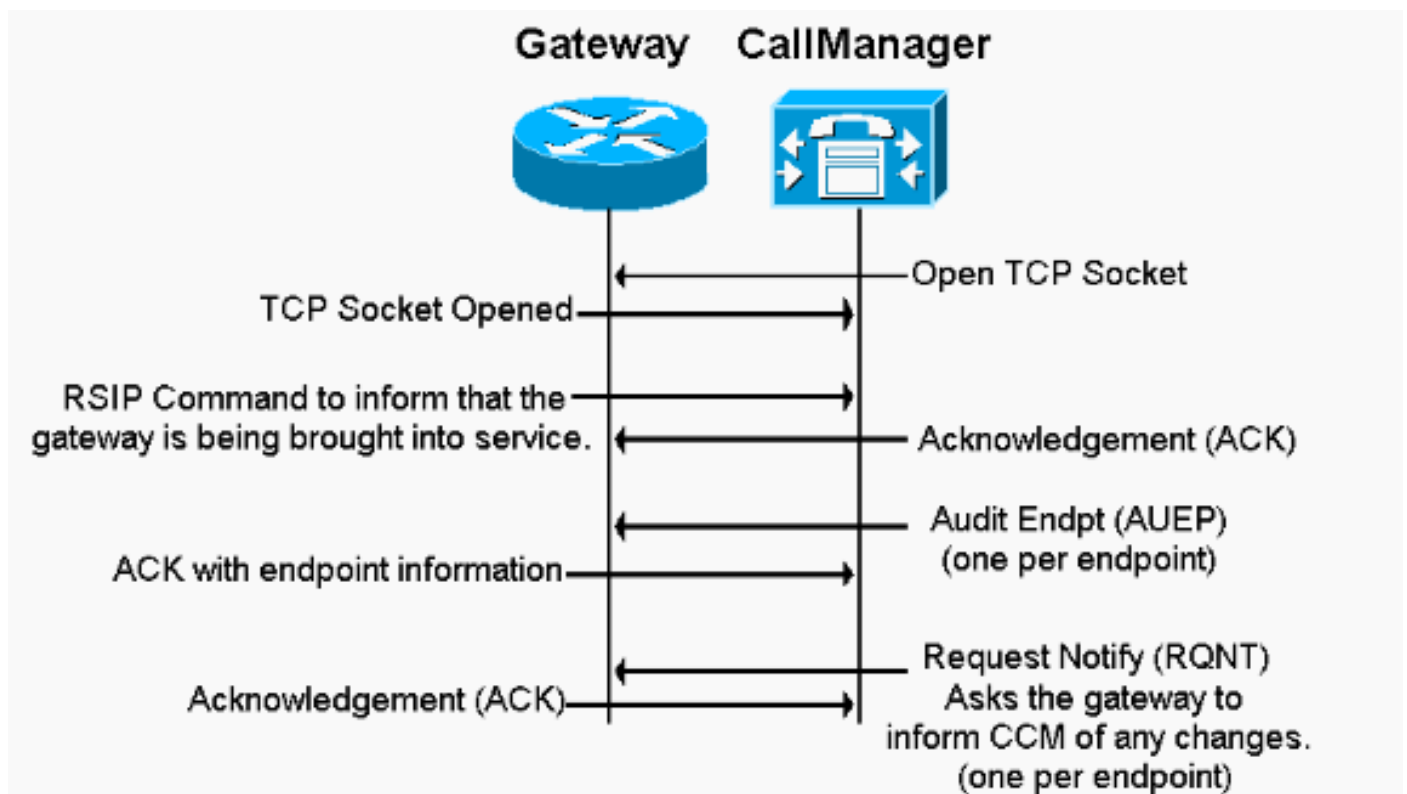 Gateway
CallManager
Open TCP Socket
TCP Socket Opened
RSIP Command to inform that the
gateway is being brought into service.
Acknowledgement (ACK)
Audit Endpt (AUEP)
(one per endpoint)
ACK with endpoint information
Request Notify (RQNT)
Asks the gateway to
inform CCM of any changes.
(one per endpoint)
Acknowledgement (ACK)